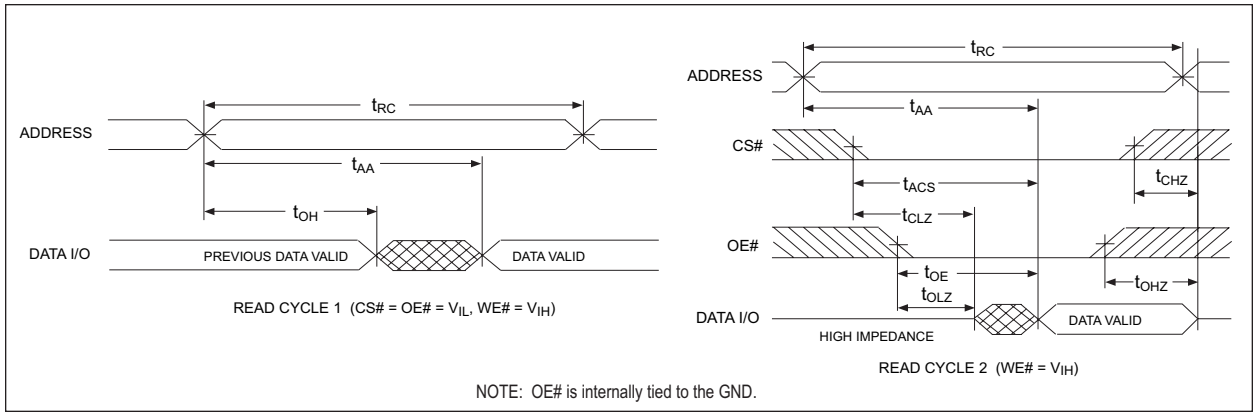 tRC
ADDRESS
tAA
tOH
DATA I/O
PREVIOUS DATA VALID
DATA VALID
READ CYCLE 1 (CS# = OE# = VIL, WE# = VIH)
tRC
ADDRESS
tAA
CS#
tCHZ
tACS
tCLZ
OE#
tOE
tOHZ
tOLZ
DATA I/O
HIGH IMPEDANCE
DATA VALID
READ CYCLE 2 (WE# = VIH)
NOTE: OE# is internally tied to the GND.